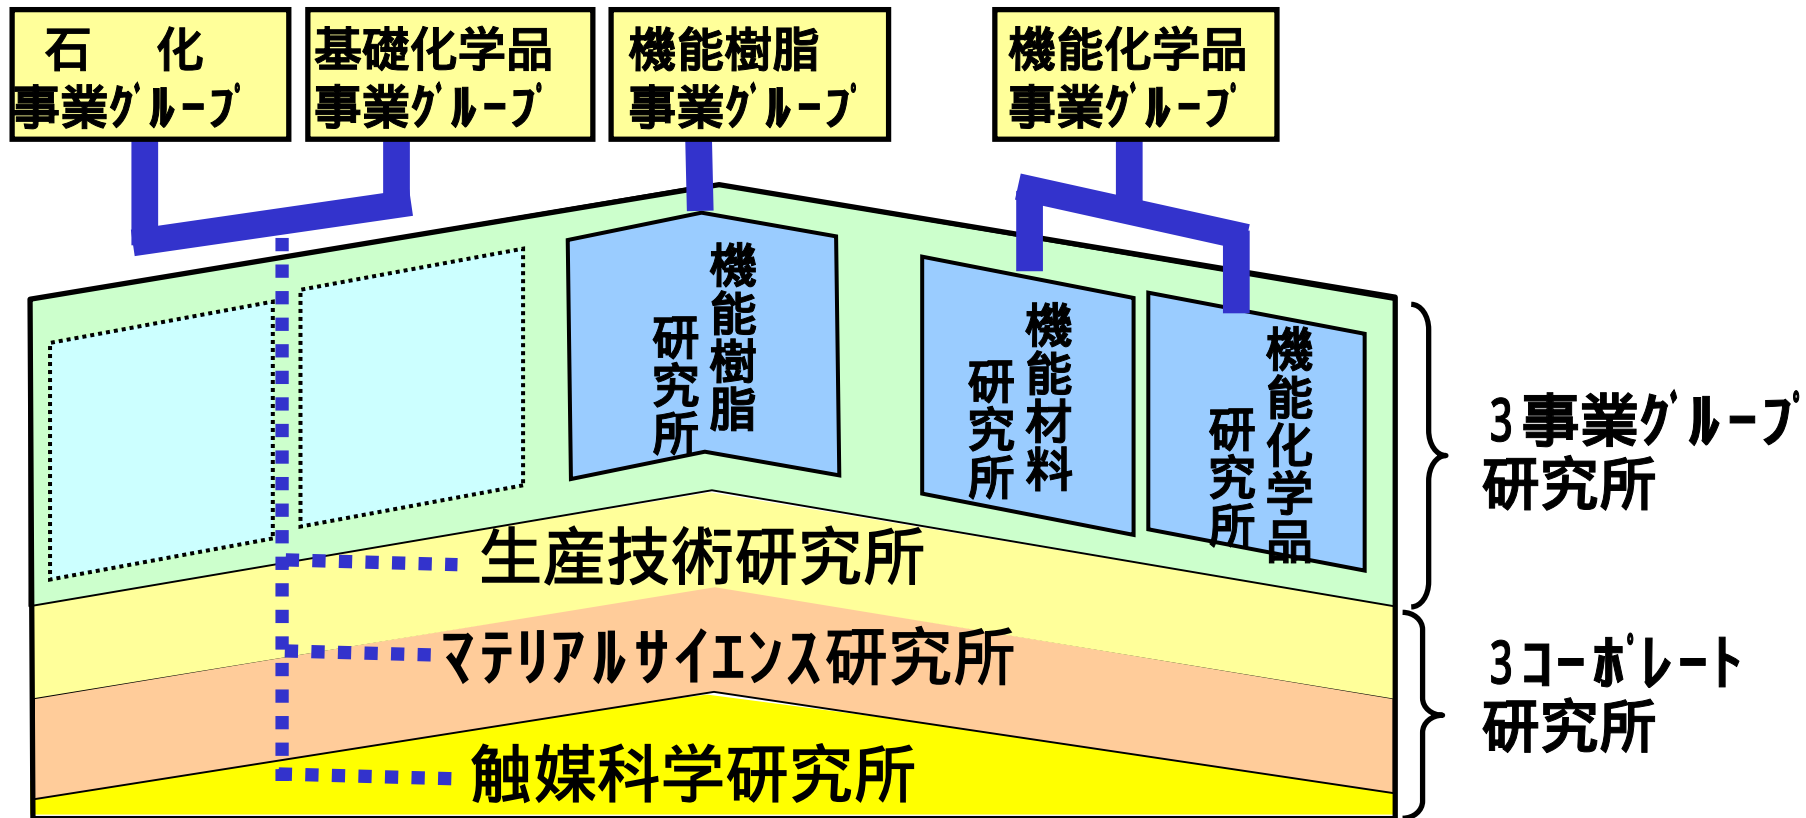 石　化
事業ｸﾞﾙｰﾌﾟ
基礎化学品
事業ｸﾞﾙｰﾌﾟ
機能樹脂
事業ｸﾞﾙｰﾌﾟ
機能化学品
事業ｸﾞﾙｰﾌﾟ
機能樹脂
研究所
機能材料
研究所
機能化学品
研究所
３事業ｸﾞﾙｰﾌﾟ
研究所
生産技術研究所
ﾏﾃﾘｱﾙｻｲｴﾝｽ研究所
触媒科学研究所
３ｺｰﾎﾟﾚｰﾄ
研究所